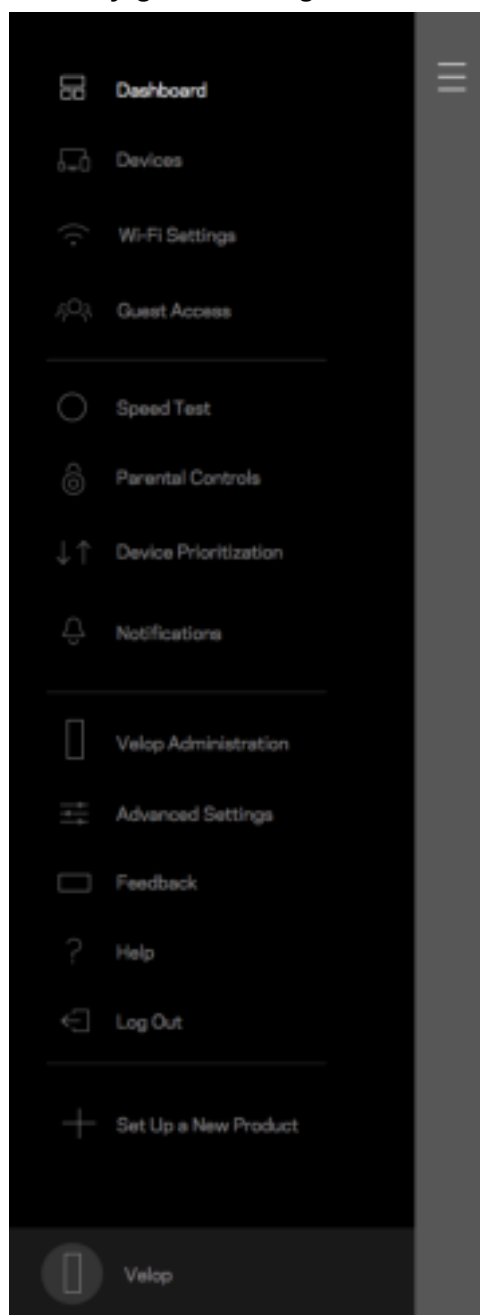 Dashboard
Devices
Wi-Fi Settings
Guest Access
Speed Test
Parental Controls
Device Prioritization
Notifications
Velop Administration
Advanced Settings
Feedback
Help
Log Out
Set Up a New Product
Velop